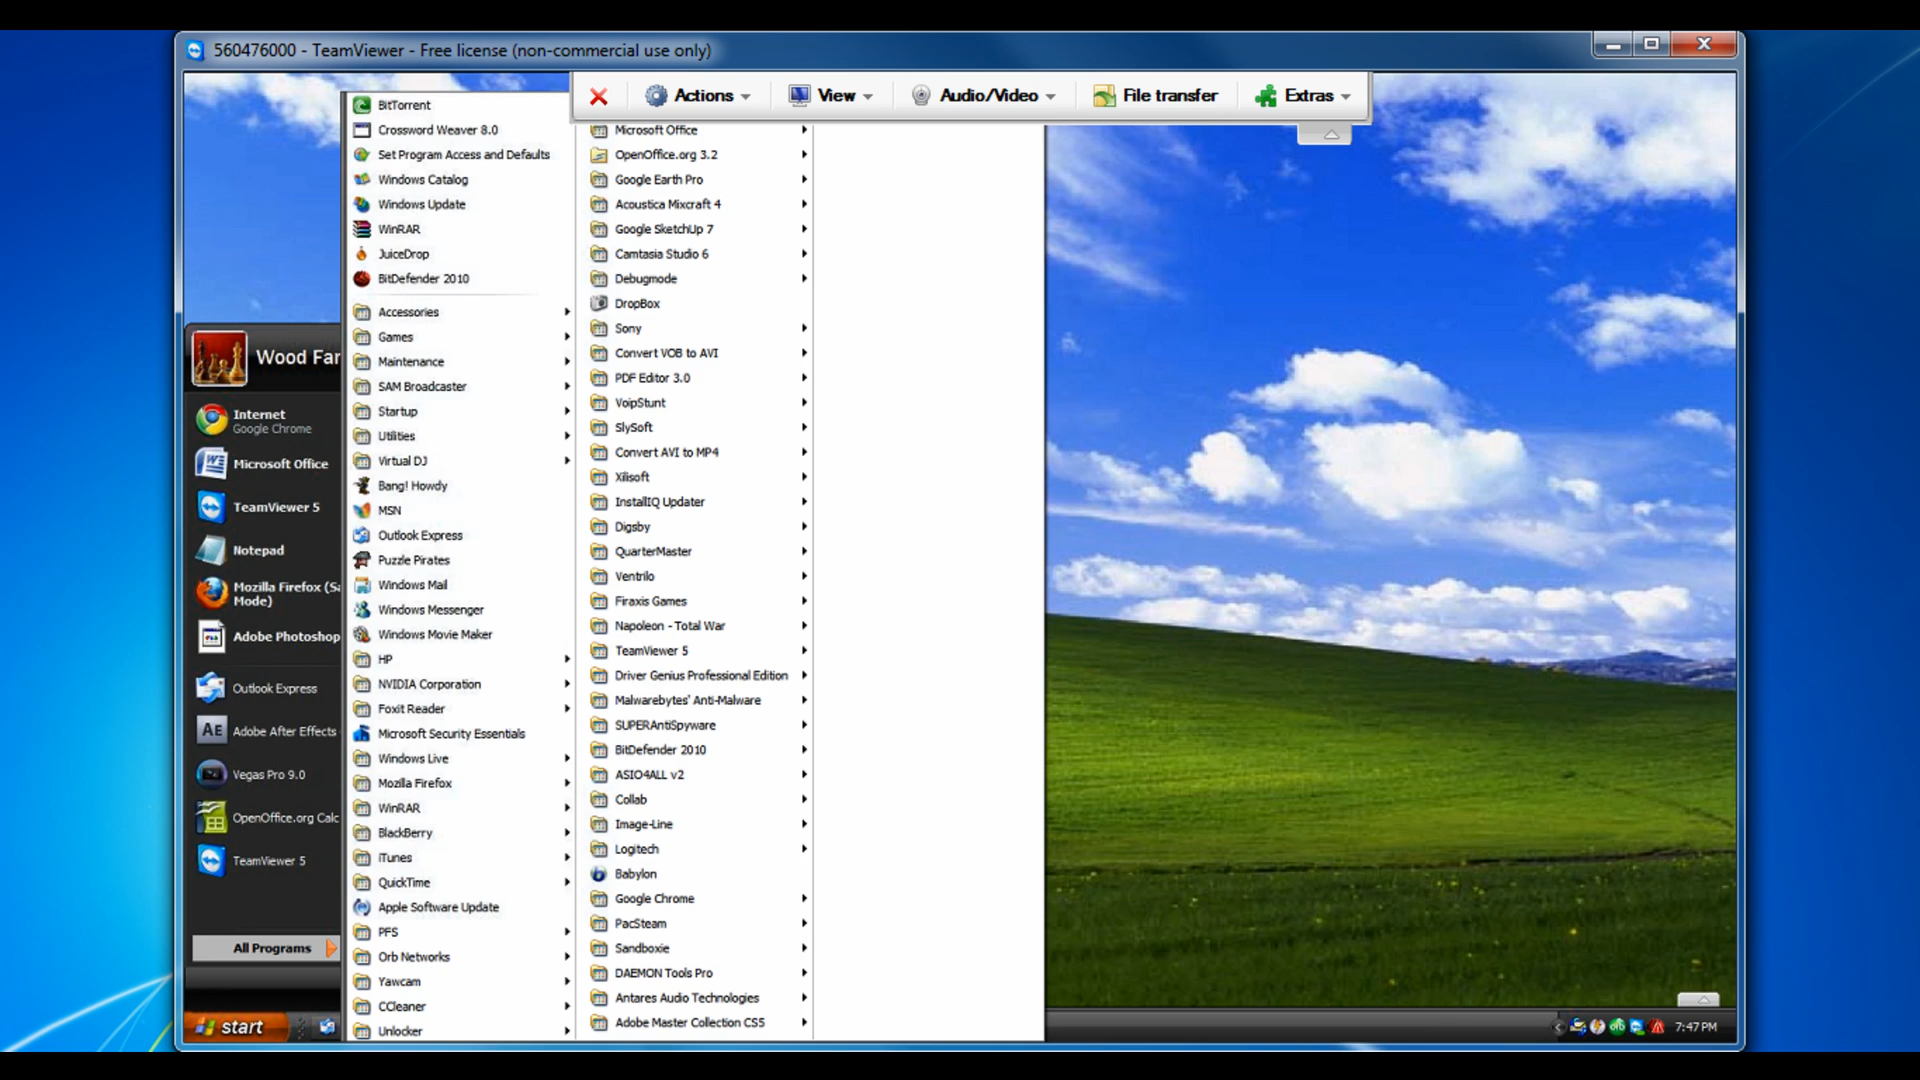 560476000 - TeamViewer - Free license (non-commercial use only)
Actions
View
Audio/Video
File transfer
Extras
BitTorrent
Crossword Weaver 8.0
Set Program Access and Defaults
Windows Catalog
Windows Update
WinRAR
JuiceDrop
BitDefender 2010
Accessories
Games
Maintenance
SAM Broadcaster
Startup
Utilities
Virtual DJ
Bang! Howdy
MSN
Outlook Express
Puzzle Pirates
Windows Mail
Windows Messenger
Windows Movie Maker
HP
NVIDIA Corporation
Foxit Reader
Microsoft Security Essentials
Windows Live
Mozilla Firefox
WinRAR
BlackBerry
iTunes
QuickTime
Apple Software Update
PFS
Orb Networks
Yawcam
CCleaner
Unlocker
Microsoft Office
OpenOffice.org 3.2
Google Earth Pro
Acoustica Mixcraft 4
Google SketchUp 7
Camtasia Studio 6
Debugmode
DropBox
Sony
Convert VOB to AVI
PDF Editor 3.0
VoipStunt
SlySoft
Convert AVI to MP4
Xilisoft
InstallIQ Updater
Digsby
QuarterMaster
Ventrilo
Firaxis Games
Napoleon - Total War
TeamViewer 5
Driver Genius Professional Edition
Malwarebytes' Anti-Malware
SUPERAntiSpyware
BitDefender 2010
ASIO4ALL v2
Collab
Image-Line
Logitech
Babylon
Google Chrome
PacSteam
Sandboxie
DAEMON Tools Pro
Antares Audio Technologies
Adobe Master Collection CS5
Wood Far
Internet
Google Chrome
Microsoft Office
TeamViewer 5
Notepad
Mozilla Firefox (Sa
Mode)
Adobe Photoshop
Outlook Express
AE
Adobe After Effects
Vegas Pro 9.0
OpenOffice.org Calc
TeamViewer 5
All Programs
start
7:47 PM